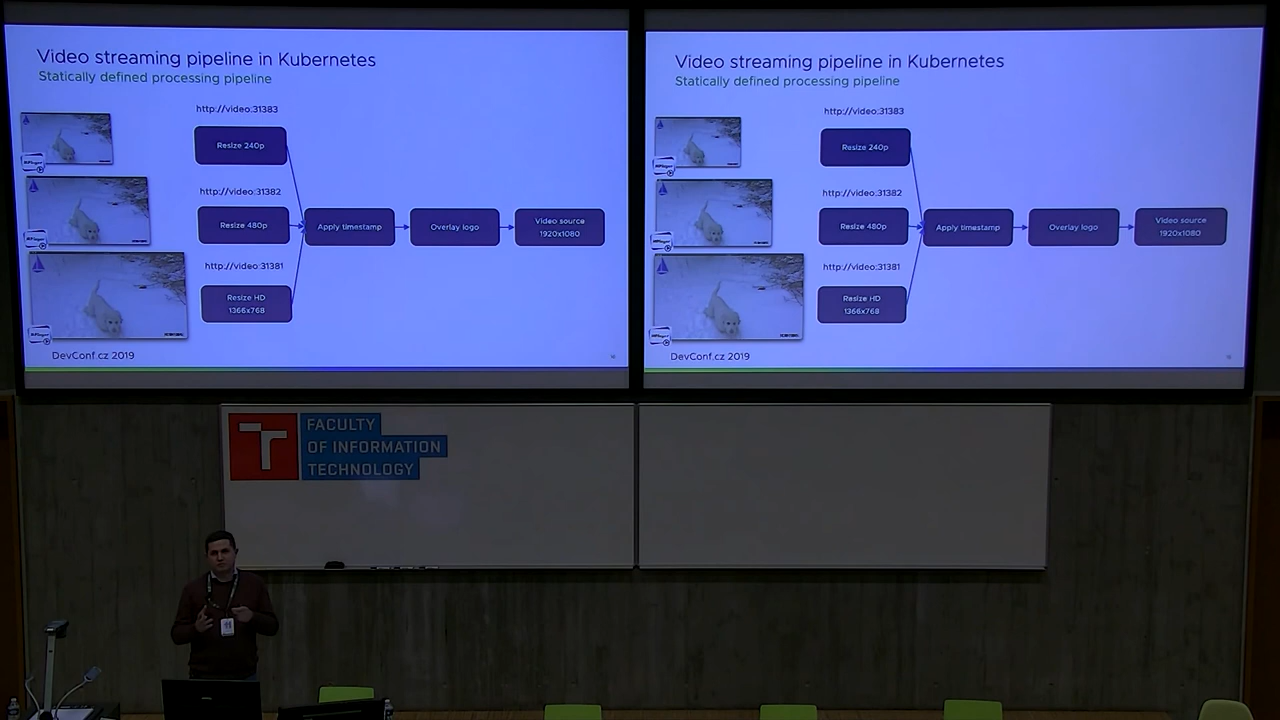 Video streaming pipeline in Kubernetes
Statically defined processing pipeline
http://video:31383
Resize 240p
http://video:31382
Resize 480p
Apply timestamp
Overlay logo
Video source
1920x1080
http://video:31381
Resize HD
1366x768
MPlayer
DevConf.cz 2019
Video streaming pipeline in Kubernetes
Statically defined processing pipeline
http://video:31383
Resize 240p
http://video:31382
Resize 480p
Apply timestamp
Overlay logo
Video source
1920x1080
http://video:31381
Resize HD
1366x768
MPlayer
DevConf.cz 2019
FACULTY
OF INFORMATION
TECHNOLOGY